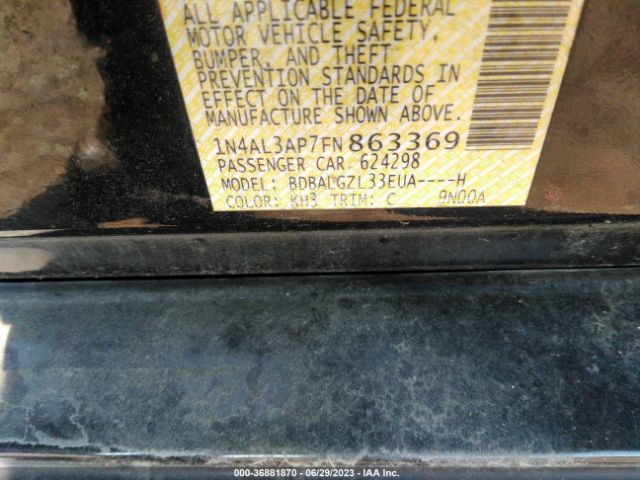 ALL APPLICABLE FEDERAL
MOTOR VEHICLE SAFETY,
BUMPER, AND THEFT
PREVENTION STANDARDS IN
EFFECT ON THE DATE OF
MANUFACTURE SHOWN ABOVE.
1N4AL3AP7FN863369
PASSENGER CAR 624298
MODEL: BDBALGZL33EUA----H
COLOR: KH3 TRIM: C 9N00A
000-36881870 - 06/29/2023 - IAA Inc.